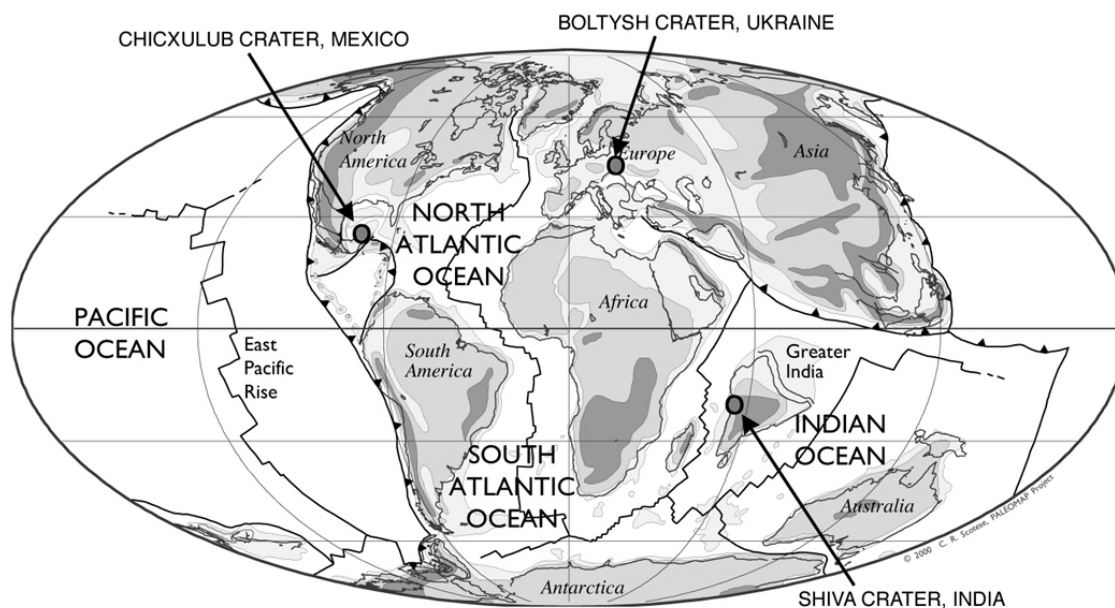 BOLTYSH CRATER, UKRAINE
CHICXULUB CRATER, MEXICO
North
America
Europe
Asia
NORTH
ATLANTIC
OCEAN
Africa
PACIFIC
OCEAN
East
Pacific
Rise
South
America
Greater
India
INDIAN
OCEAN
SOUTH
ATLANTIC
OCEAN
Australia
Antarctica
© 2000 C. R. Scotese, PALEOMAP Project
SHIVA CRATER, INDIA